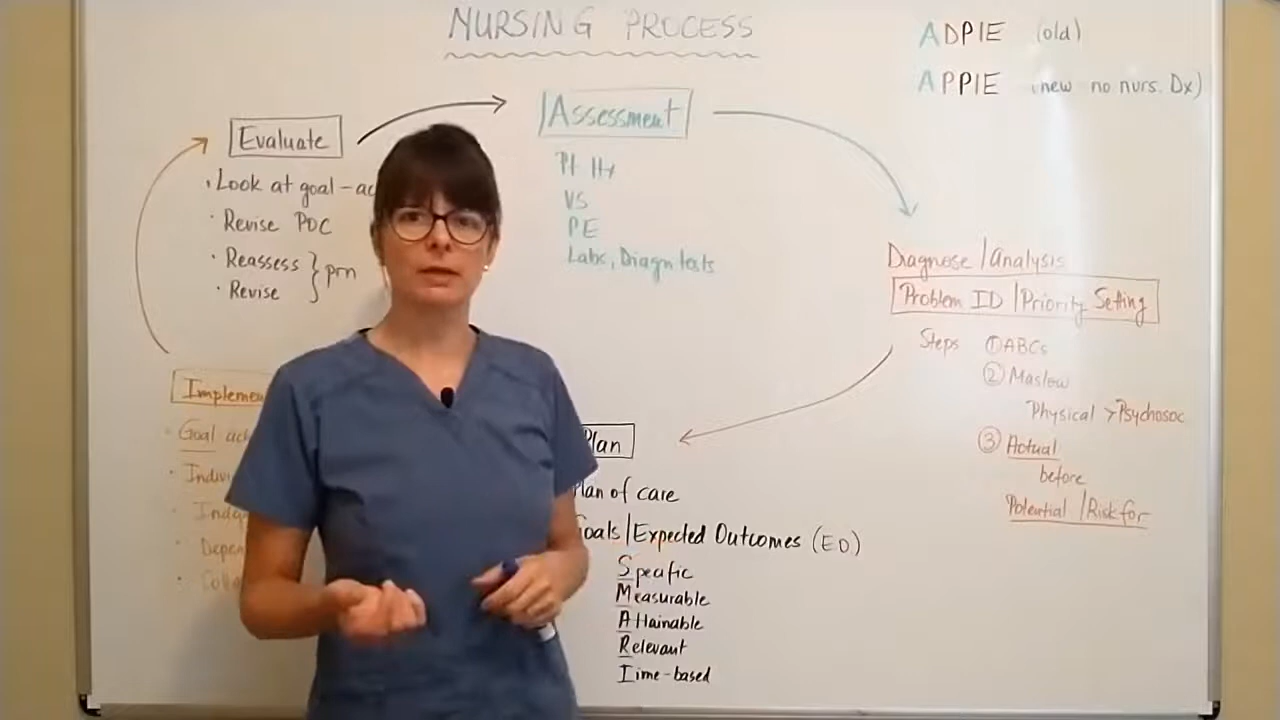 NURSING PROCESS
ADPIE (old)
APPIE (new no nurs. Dx)
Assessment
Pt Hx
VS
PE
Labs, Diagn tests
Diagnose/Analysis
Problem ID/Priority Setting
Steps ① ABCs
② Maslow
Physical > Psychosoc
③ Actual
before
Potential/Risk for
Plan
Plan of care
Goals/Expected Outcomes (EO)
Specific
Measurable
Attainable
Relevant
Time-based
Goal
Evaluate
· Look at goal-
· Revise POC
· Reassess } prn
· Revise